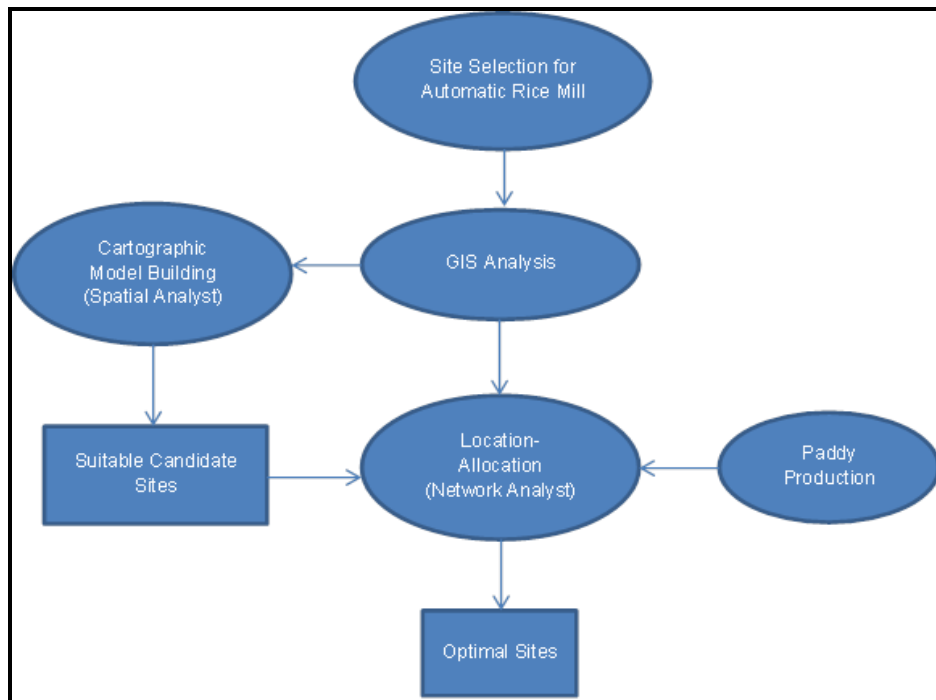 Site Selection for
Automatic Rice Mill
GIS Analysis
Cartographic
Model Building
(Spatial Analyst)
Suitable Candidate
Sites
Location-
Allocation
(Network Analyst)
Paddy
Production
Optimal Sites